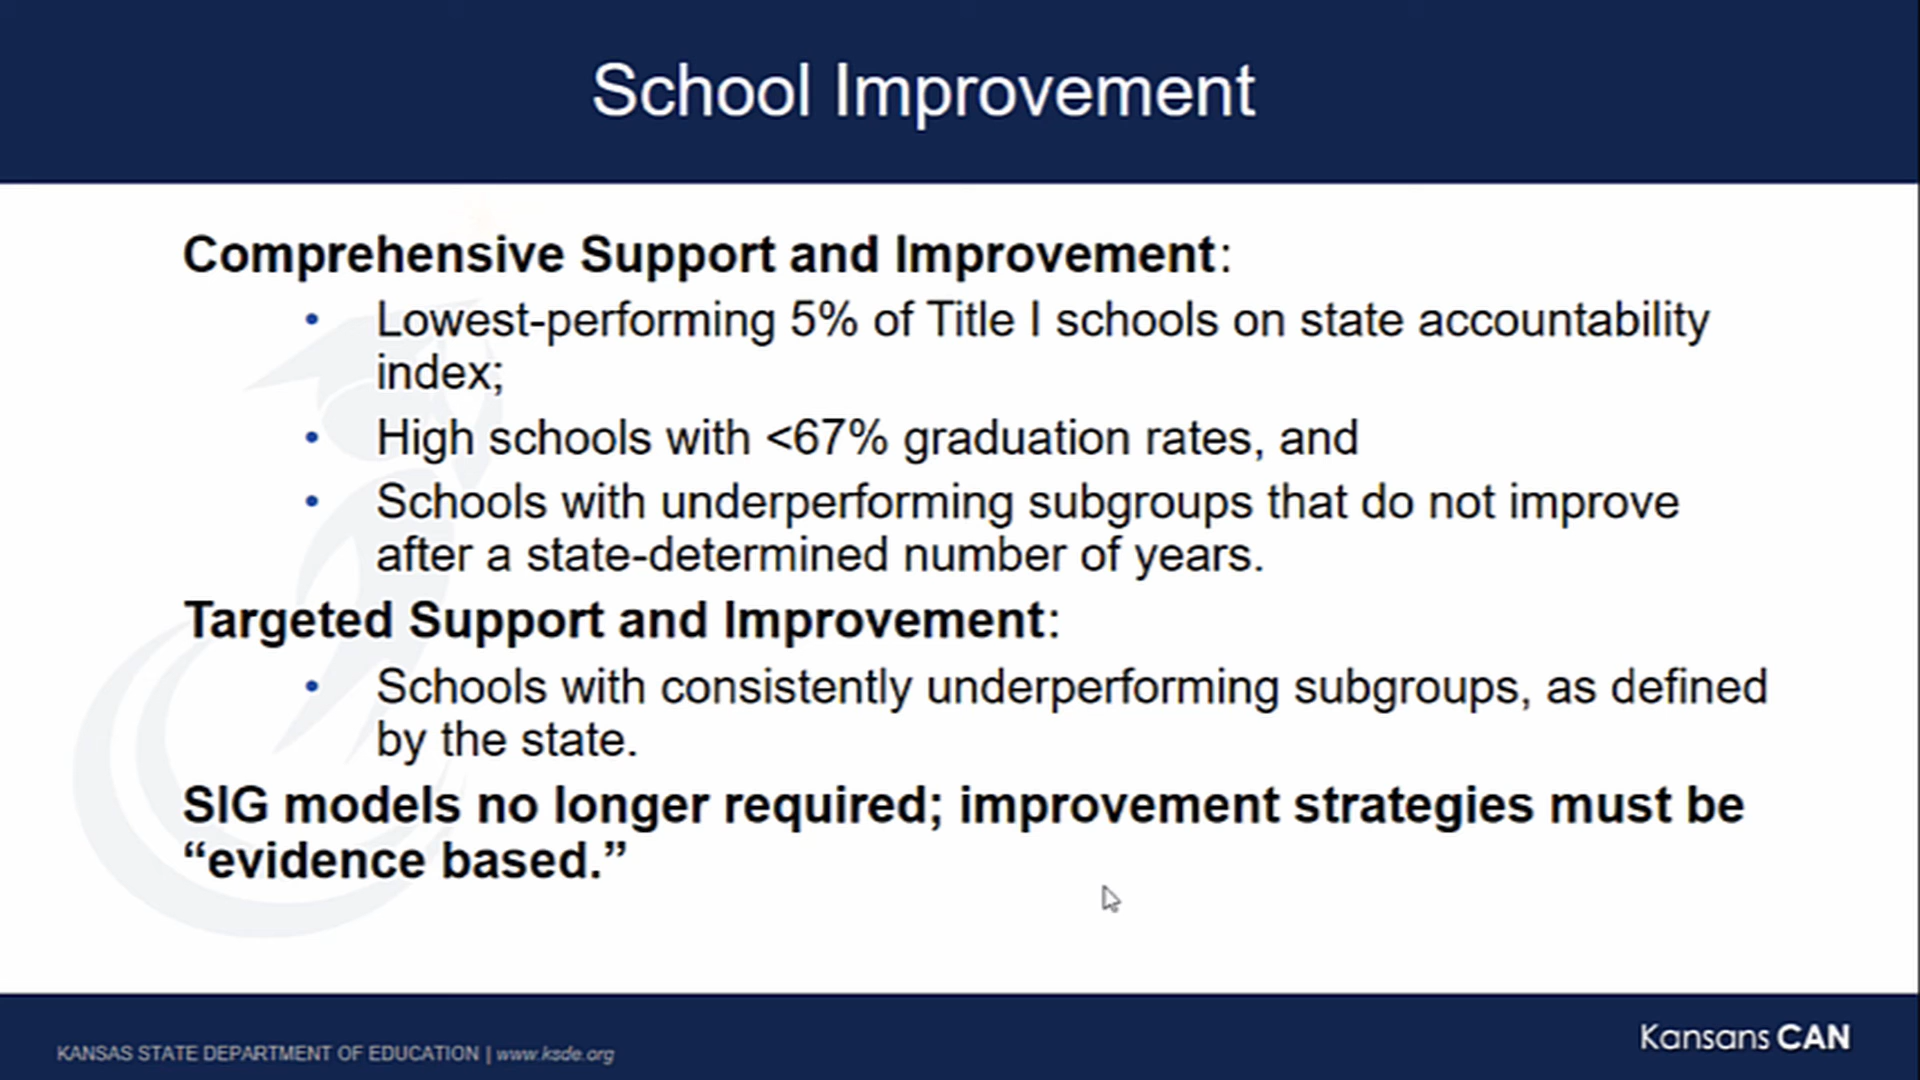 School Improvement
Comprehensive Support and Improvement:
• Lowest-performing 5% of Title I schools on state accountability
index;
• High schools with <67% graduation rates, and
• Schools with underperforming subgroups that do not improve
after a state-determined number of years.
Targeted Support and Improvement:
• Schools with consistently underperforming subgroups, as defined
by the state.
SIG models no longer required; improvement strategies must be
“evidence based.”
KANSAS STATE DEPARTMENT OF EDUCATION | www.ksde.org
Kansans CAN